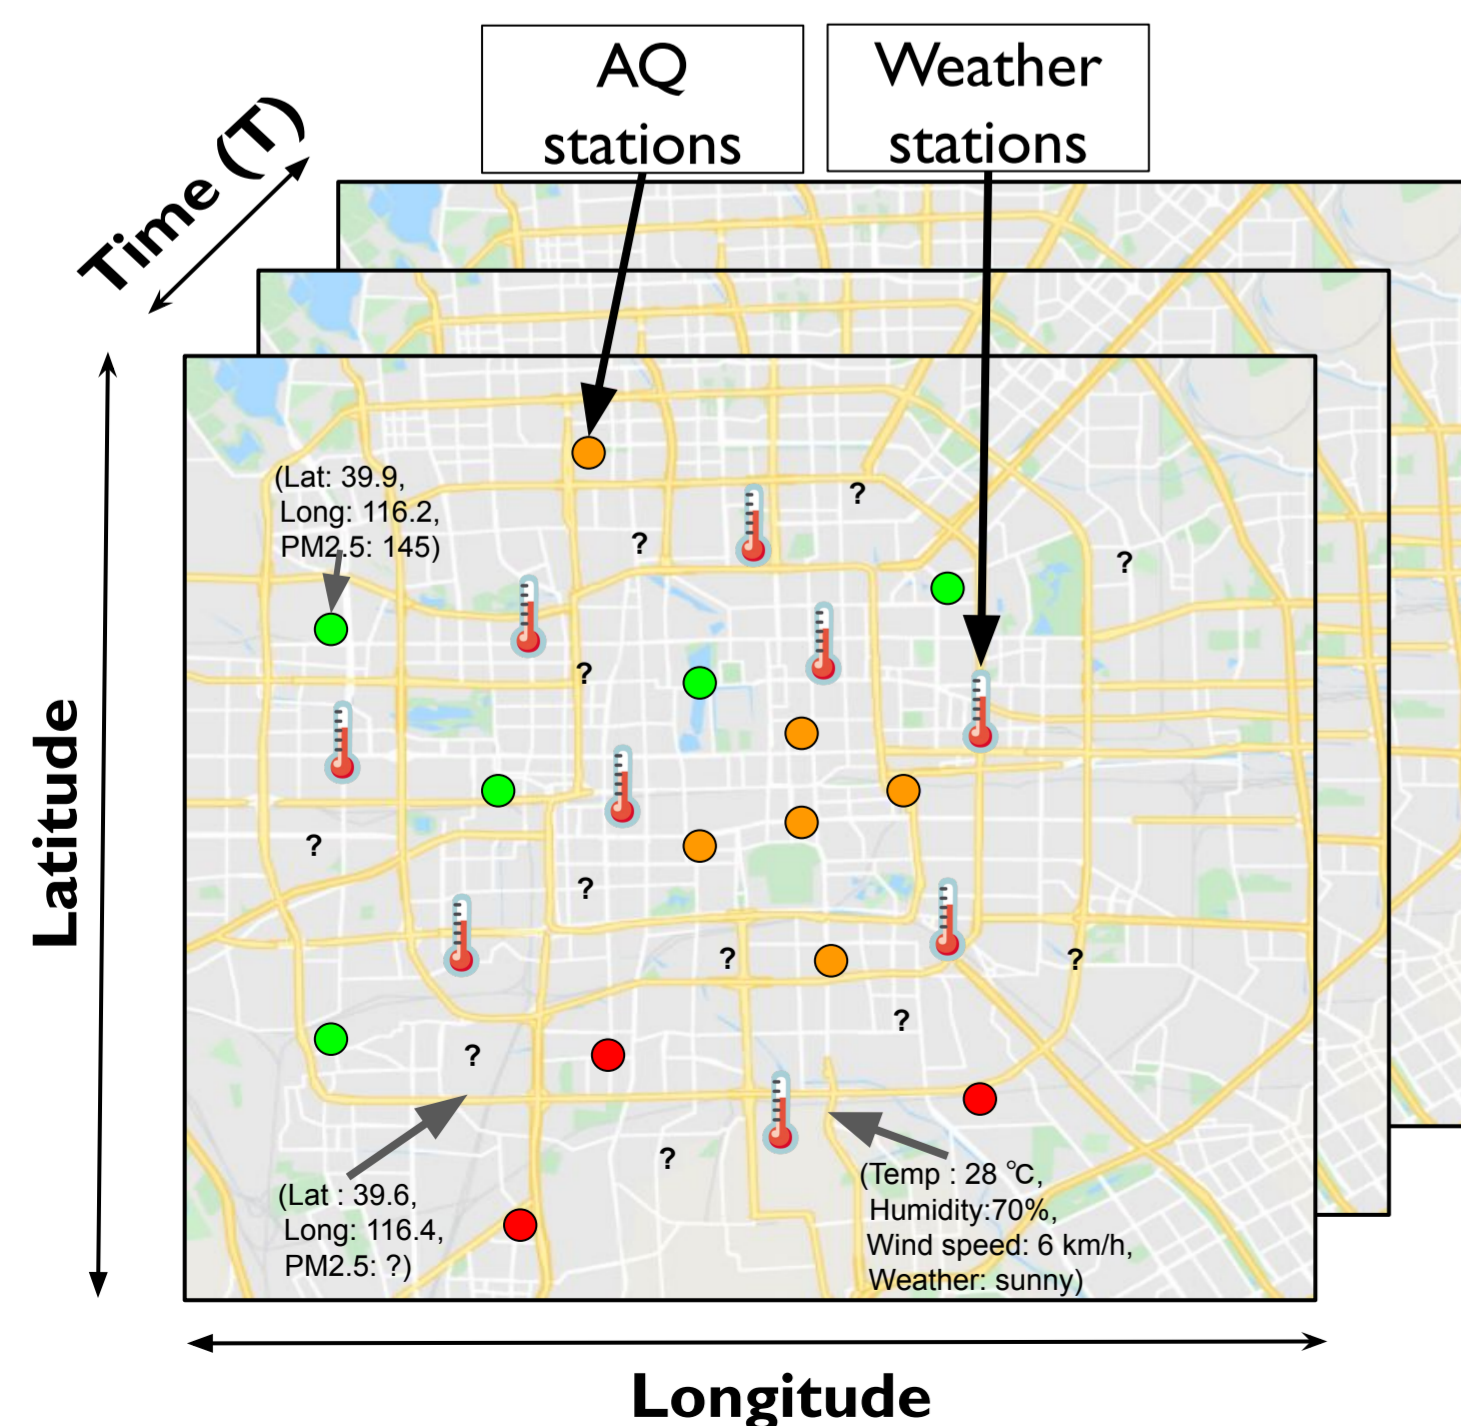 AQ
stations
Weather
stations
Time (T)
(Lat: 39.9,
Long: 116.2,
PM2.5: 145)
?
?
?
?
?
?
?
?
?
?
?
(Lat : 39.6,
Long: 116.4,
PM2.5: ?)
(Temp : 28 ℃,
Humidity:70%,
Wind speed: 6 km/h,
Weather: sunny)
Latitude
Longitude